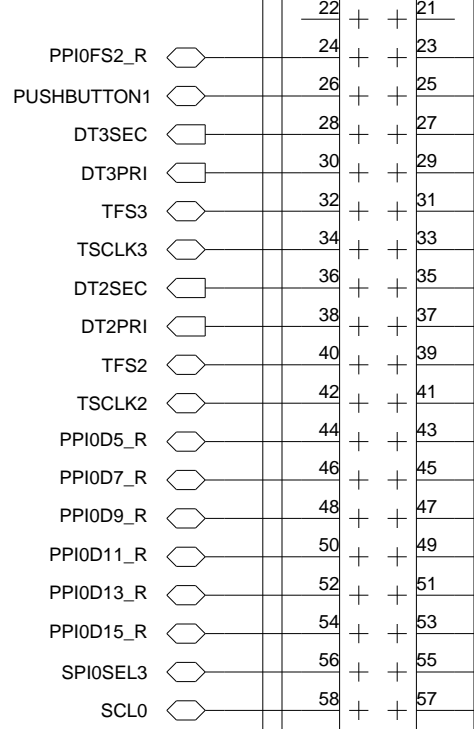 22 21
PPI0FS2_R 24 23
PUSHBUTTON1 26 25
DT3SEC 28 27
DT3PRI 30 29
TFS3 32 31
TSCLK3 34 33
DT2SEC 36 35
DT2PRI 38 37
TFS2 40 39
TSCLK2 42 41
PPI0D5_R 44 43
PPI0D7_R 46 45
PPI0D9_R 48 47
PPI0D11_R 50 49
PPI0D13_R 52 51
PPI0D15_R 54 53
SPI0SEL3 56 55
SCL0 58 57